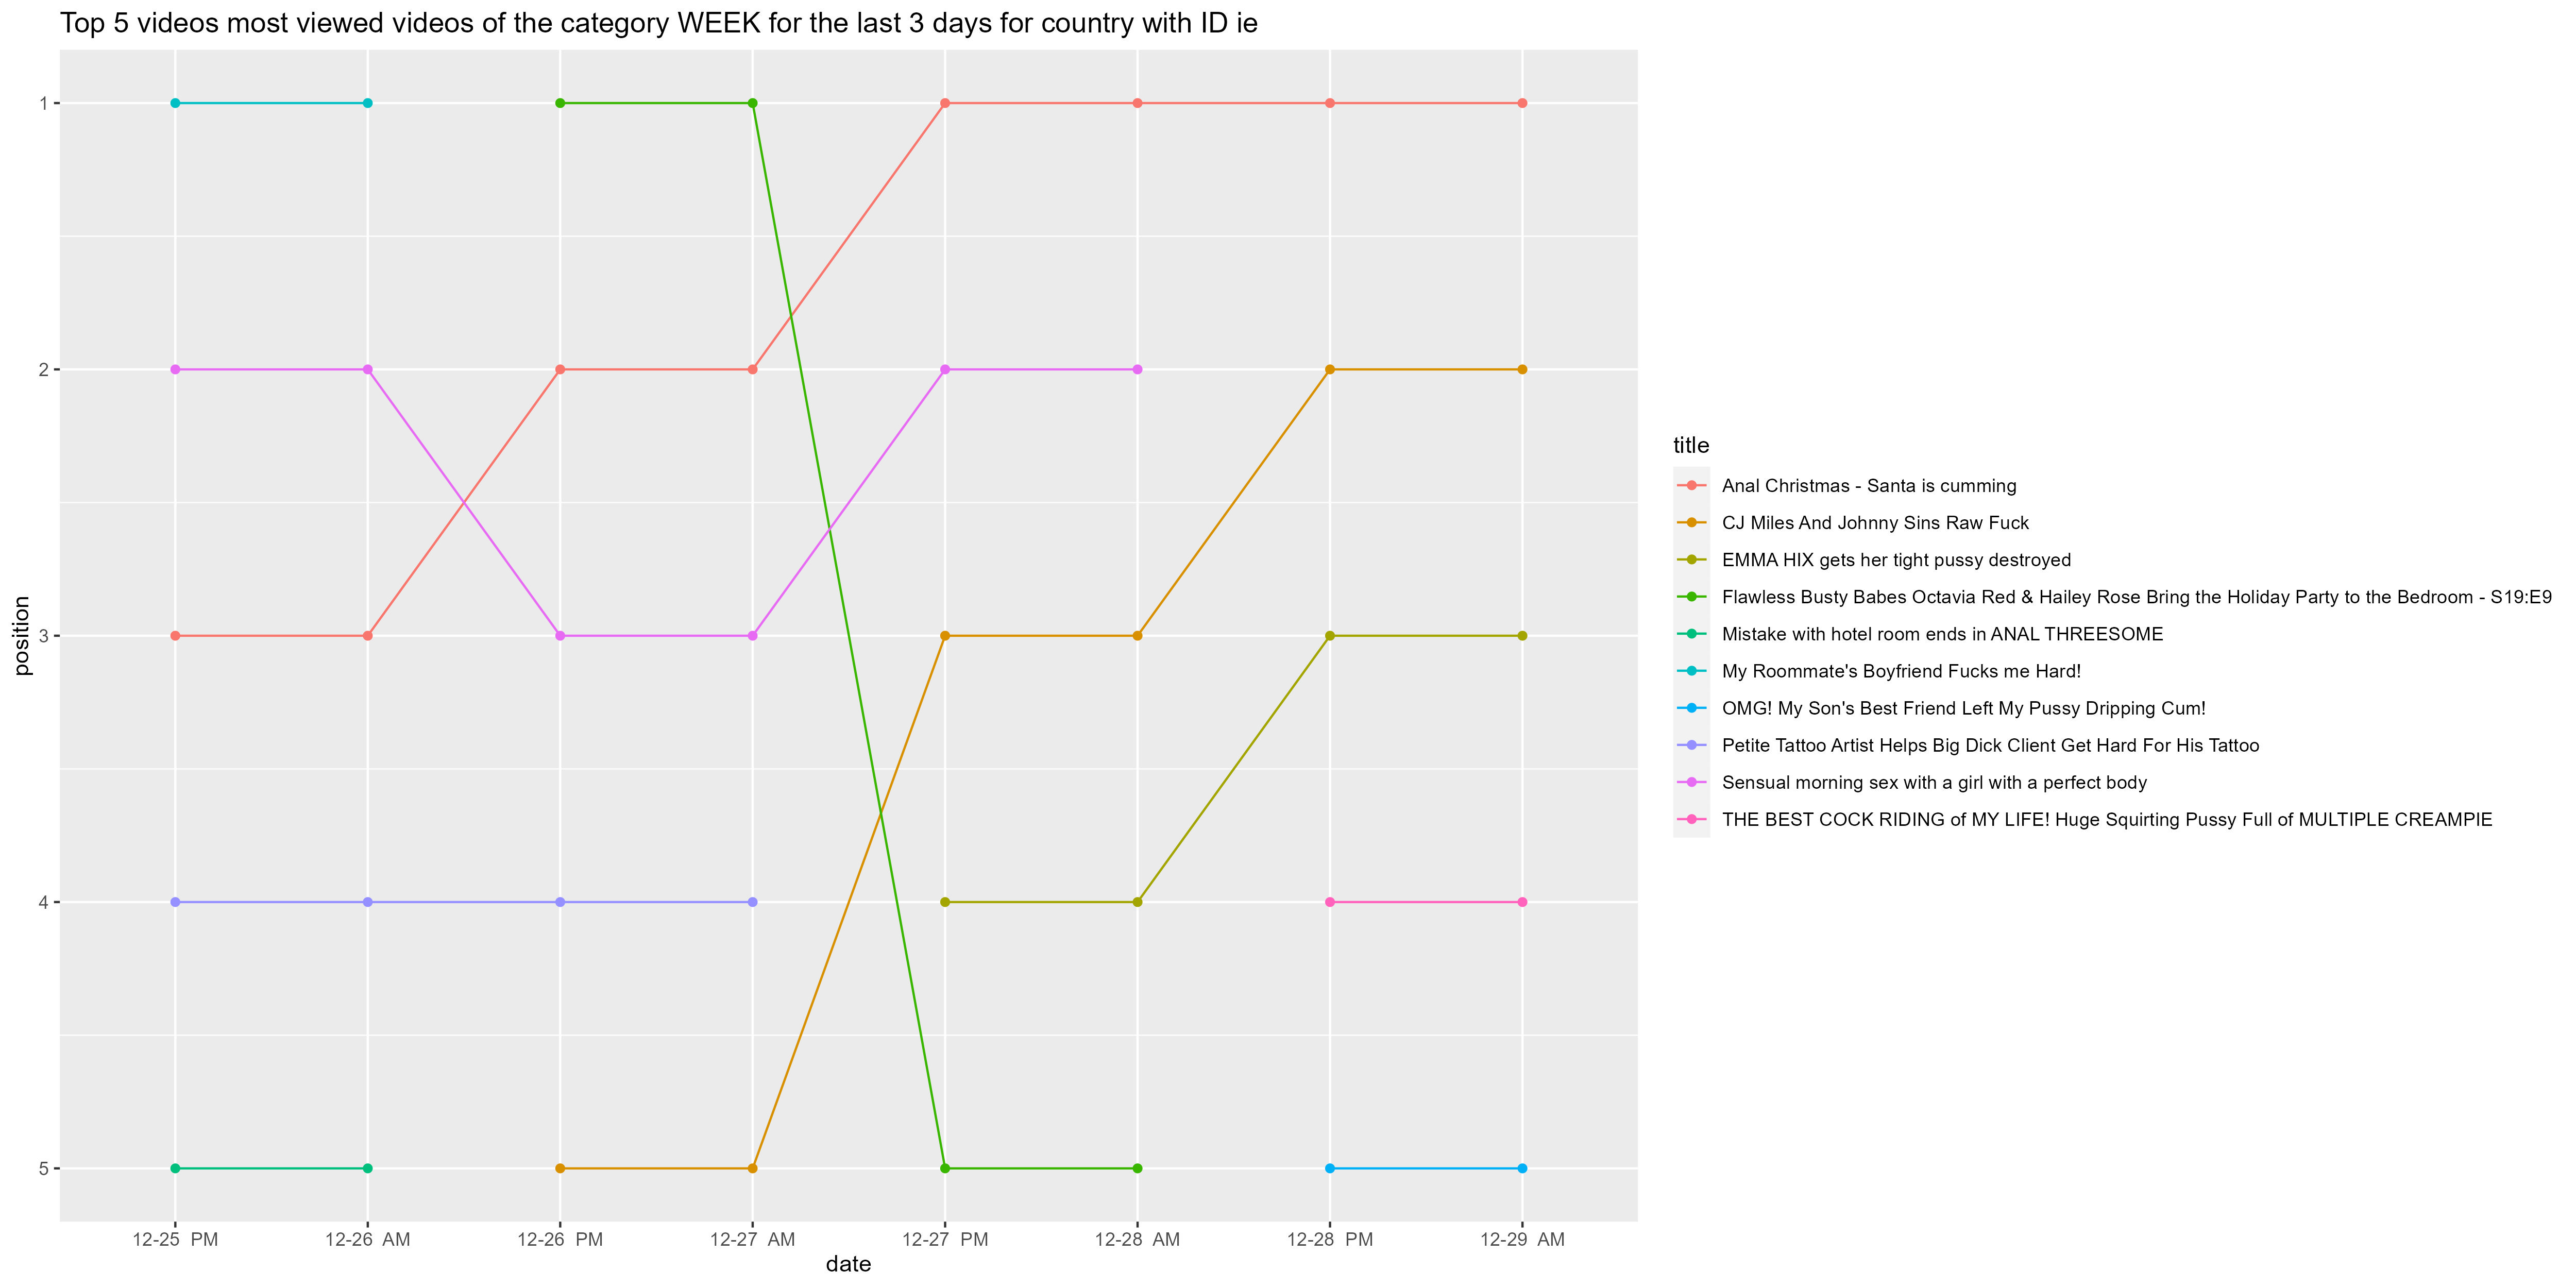 Top 5 videos most viewed videos of the category WEEK for the last 3 days for country with ID ie
position
1
2
3
4
5
12-25 PM
12-26 AM
12-26 PM
12-27 AM
12-27 PM
12-28 AM
12-28 PM
12-29 AM
date
title
Anal Christmas - Santa is cumming
CJ Miles And Johnny Sins Raw Fuck
EMMA HIX gets her tight pussy destroyed
Flawless Busty Babes Octavia Red & Hailey Rose Bring the Holiday Party to the Bedroom - S19:E9
Mistake with hotel room ends in ANAL THREESOME
My Roommate's Boyfriend Fucks me Hard!
OMG! My Son's Best Friend Left My Pussy Dripping Cum!
Petite Tattoo Artist Helps Big Dick Client Get Hard For His Tattoo
Sensual morning sex with a girl with a perfect body
THE BEST COCK RIDING of MY LIFE! Huge Squirting Pussy Full of MULTIPLE CREAMPIE